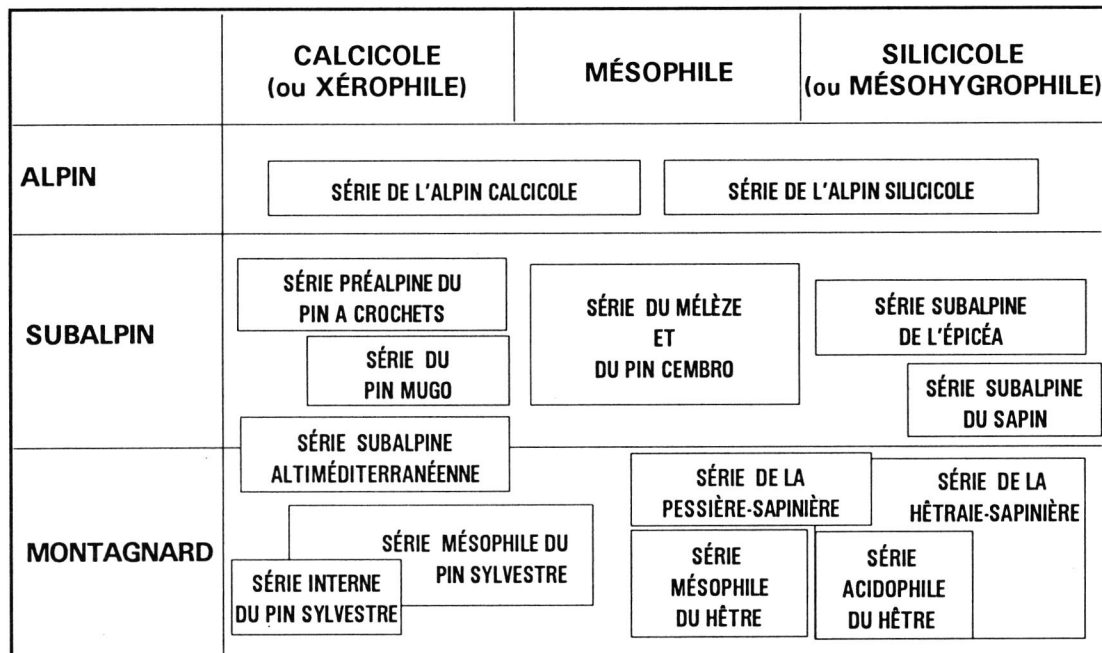 CALCICOLE
(ou XÉROPHILE)
MÉSOPHILE
SILICICOLE
(ou MÉSOHYGROPHILE)
ALPIN
SÉRIE DE L'ALPIN CALCICOLE
SÉRIE DE L'ALPIN SILICICOLE
SUBALPIN
SÉRIE PRÉALPINE DU
PIN A CROCHETS
SÉRIE DU
PIN MUGO
SÉRIE DU MÉLÈZE
ET
DU PIN CEMBRO
SÉRIE SUBALPINE
DE L'ÉPICÉA
SÉRIE SUBALPINE
DU SAPIN
SÉRIE SUBALPINE
ALTIMÉDITERRANÉENNE
MONTAGNARD
SÉRIE MÉSOPHILE DU
PIN SYLVESTRE
SÉRIE INTERNE
DU PIN SYLVESTRE
SÉRIE DE LA
PESSIÈRE-SAPINIÈRE
SÉRIE DE LA
HÊTRAIE-SAPINIÈRE
SÉRIE
MÉSOPHILE
DU HÊTRE
SÉRIE
ACIDOPHILE
DU HÊTRE